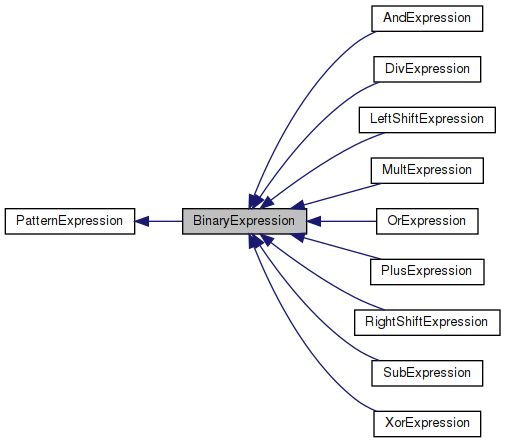 AndExpression
DivExpression
LeftShiftExpression
MultExpression
PatternExpression
BinaryExpression
OrExpression
PlusExpression
RightShiftExpression
SubExpression
XorExpression